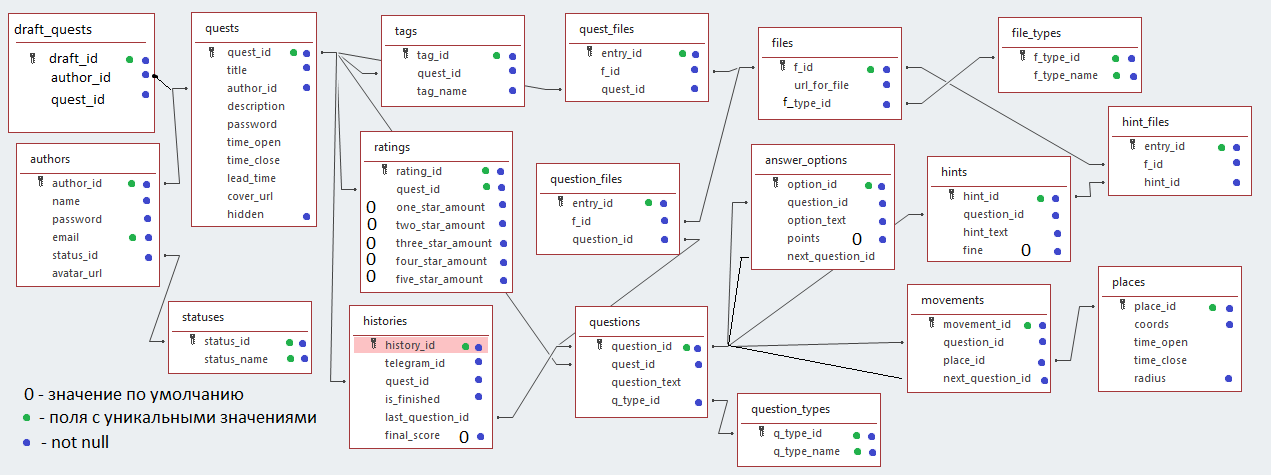 draft_quests
draft_id
author_id
quest_id
quests
quest_id
title
author_id
description
password
time_open
time_close
lead_time
cover_url
hidden
tags
tag_id
quest_id
tag_name
quest_files
entry_id
f_id
quest_id
files
f_id
url_for_file
f_type_id
file_types
f_type_id
f_type_name
hint_files
entry_id
f_id
hint_id
authors
author_id
name
password
email
status_id
avatar_url
ratings
rating_id
quest_id
0 one_star_amount
0 two_star_amount
0 three_star_amount
0 four_star_amount
0 five_star_amount
question_files
entry_id
f_id
question_id
answer_options
option_id
question_id
option_text
points 0
next_question_id
hints
hint_id
question_id
hint_text
fine 0
statuses
status_id
status_name
histories
history_id
telegram_id
quest_id
is_finished
last_question_id
final_score 0
questions
question_id
quest_id
question_text
q_type_id
movements
movement_id
question_id
place_id
next_question_id
places
place_id
coords
time_open
time_close
radius
question_types
q_type_id
q_type_name
0 - значение по умолчанию
- поля с уникальными значениями
- not null